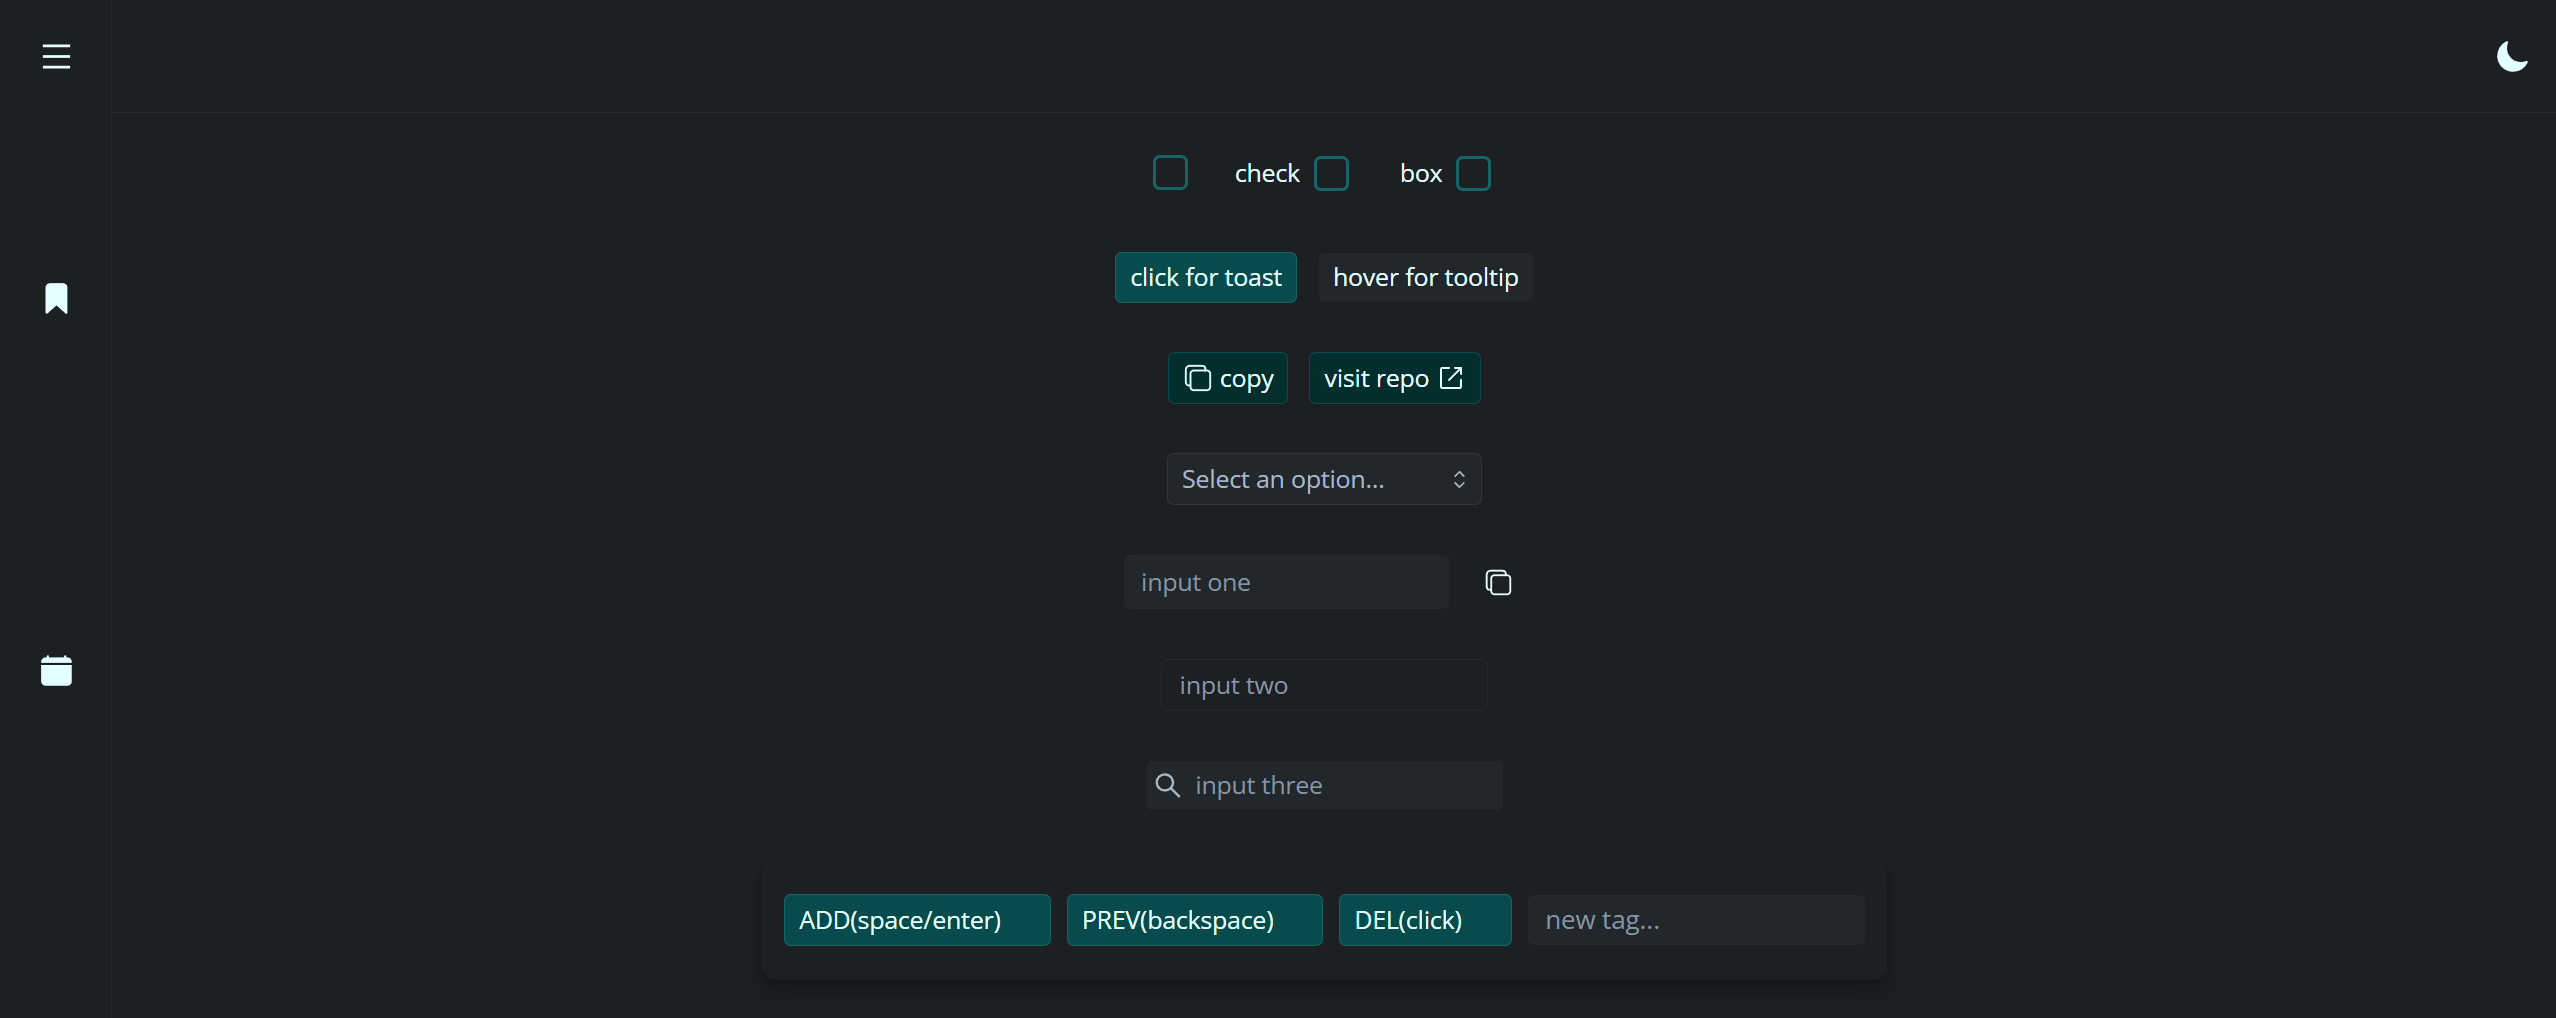 check box
click for toast hover for tooltip
copy visit repo
Select an option...
input one
input two
input three
ADD(space/enter) PREV(backspace) DEL(click) new tag...